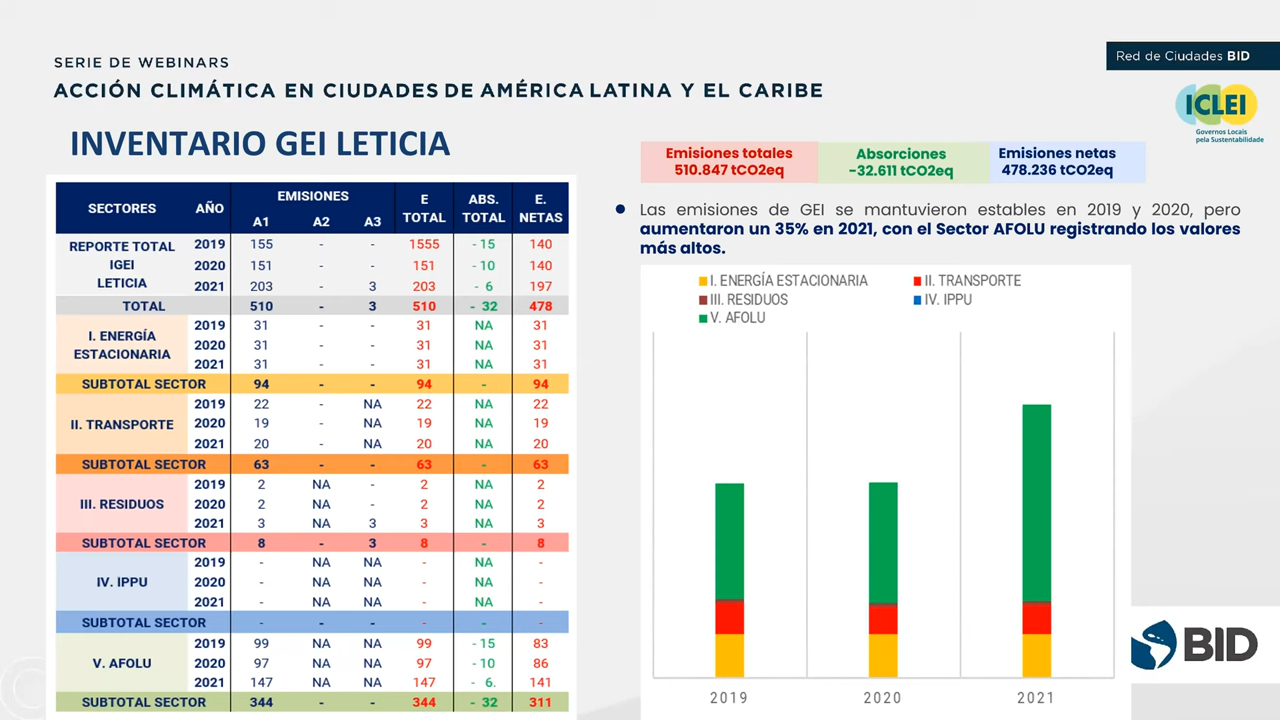 SERIE DE WEBINARS
ACCIÓN CLIMÁTICA EN CIUDADES DE AMÉRICA LATINA Y EL CARIBE
Red de Ciudades BID
ICLEI
Governos Locais
pela Sustentabilidade
INVENTARIO GEI LETICIA
SECTORES AÑO EMISIONES E TOTAL ABS. TOTAL E. NETAS
A1 A2 A3
REPORTE TOTAL IGEI LETICIA
2019 155 - - 1555 - 15 140
2020 151 - - 151 - 10 140
2021 203 - 3 203 - 6 197
TOTAL 510 - 3 510 - 32 478
I. ENERGÍA ESTACIONARIA
2019 31 - - 31 NA 31
2020 31 - - 31 NA 31
2021 31 - - 31 NA 31
SUBTOTAL SECTOR 94 - - 94 - 94
II. TRANSPORTE
2019 22 - NA 22 NA 22
2020 19 - NA 19 NA 19
2021 20 - NA 20 NA 20
SUBTOTAL SECTOR 63 - - 63 - 63
III. RESIDUOS
2019 2 NA - 2 NA 2
2020 2 NA - 2 NA 2
2021 3 NA 3 3 NA 3
SUBTOTAL SECTOR 8 - 3 8 - 8
IV. IPPU
2019 - NA NA - NA -
2020 - NA NA - NA -
2021 - NA NA - NA -
SUBTOTAL SECTOR - - - - - -
V. AFOLU
2019 99 NA NA 99 - 15 83
2020 97 NA NA 97 - 10 86
2021 147 NA NA 147 - 6. 141
SUBTOTAL SECTOR 344 - - 344 - 32 311
Emisiones totales
510.847 tCO2eq
Absorciones
-32.611 tCO2eq
Emisiones netas
478.236 tCO2eq
● Las emisiones de GEI se mantuvieron estables en 2019 y 2020, pero
aumentaron un 35% en 2021, con el Sector AFOLU registrando los valores
más altos.
I. ENERGÍA ESTACIONARIA II. TRANSPORTE
III. RESIDUOS IV. IPPU
V. AFOLU
2019 2020 2021
BID